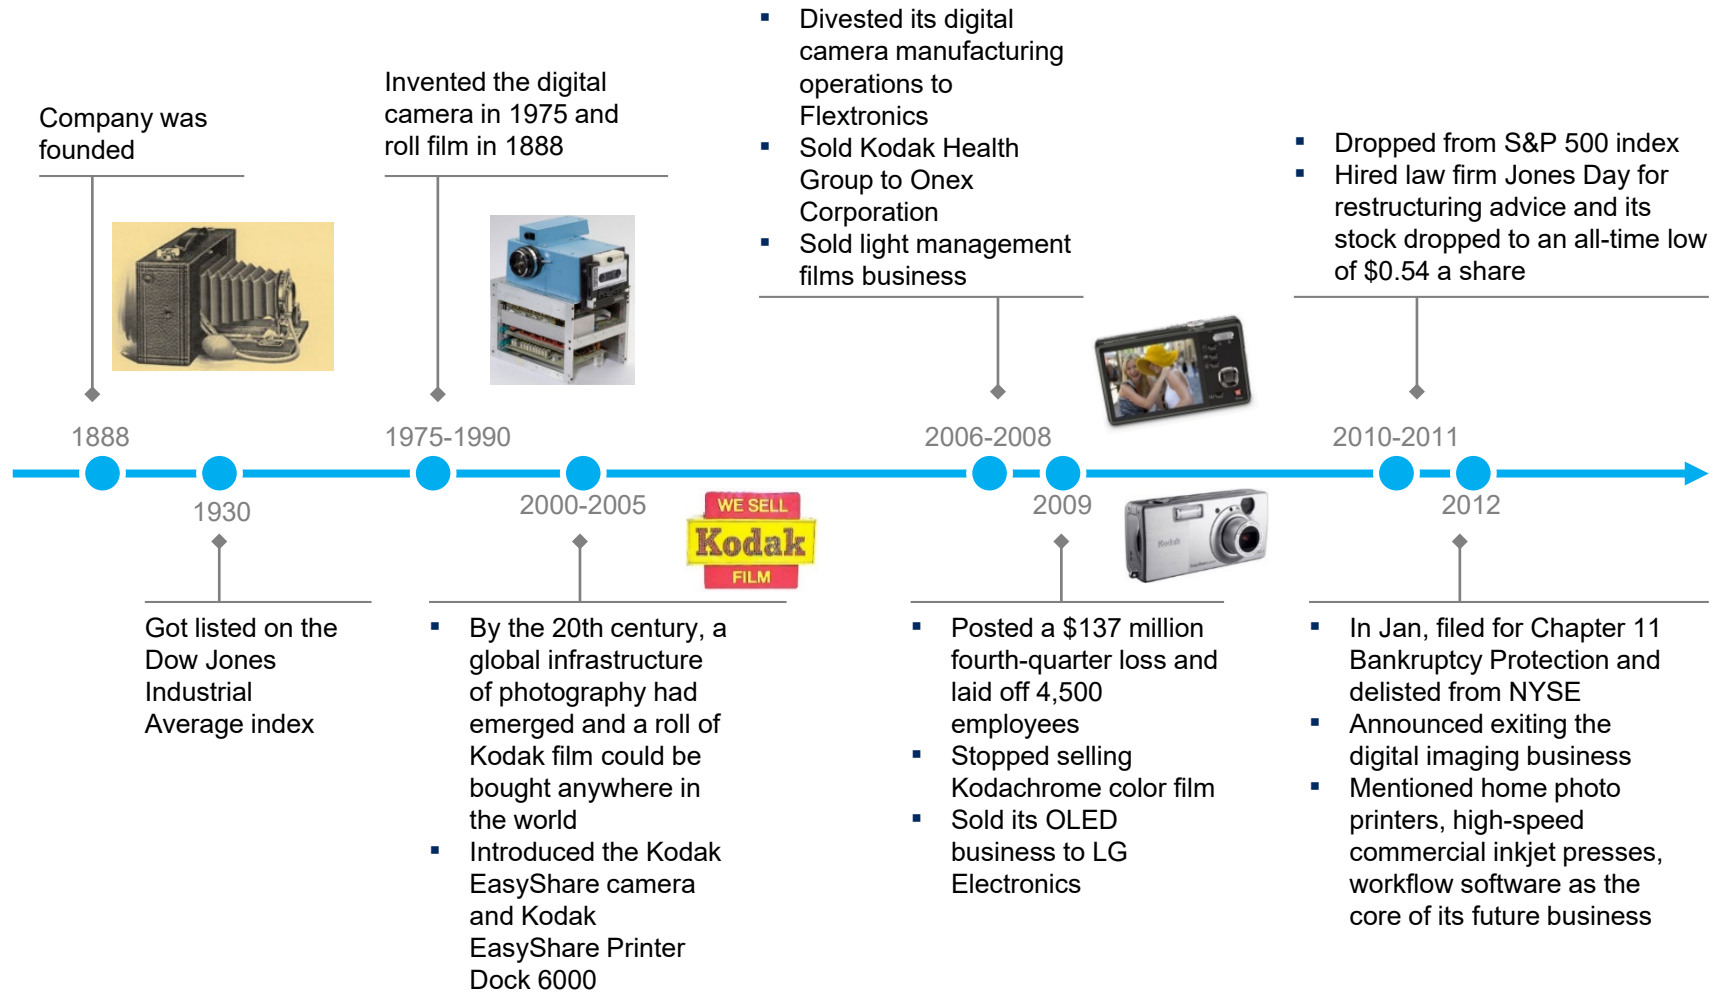 Company was
founded
1888
Got listed on the
Dow Jones
Industrial
Average index
1930
Invented the digital
camera in 1975 and
roll film in 1888
1975-1990
2000-2005
▪ By the 20th century, a
global infrastructure
of photography had
emerged and a roll of
Kodak film could be
bought anywhere in
the world
▪ Introduced the Kodak
EasyShare camera
and Kodak
EasyShare Printer
Dock 6000
WE SELL
Kodak
FILM
▪ Divested its digital
camera manufacturing
operations to
Flextronics
▪ Sold Kodak Health
Group to Onex
Corporation
▪ Sold light management
films business
2006-2008
2009
▪ Posted a $137 million
fourth-quarter loss and
laid off 4,500
employees
▪ Stopped selling
Kodachrome color film
▪ Sold its OLED
business to LG
Electronics
Kodak
▪ Dropped from S&P 500 index
▪ Hired law firm Jones Day for
restructuring advice and its
stock dropped to an all-time low
of $0.54 a share
2010-2011
2012
▪ In Jan, filed for Chapter 11
Bankruptcy Protection and
delisted from NYSE
▪ Announced exiting the
digital imaging business
▪ Mentioned home photo
printers, high-speed
commercial inkjet presses,
workflow software as the
core of its future business